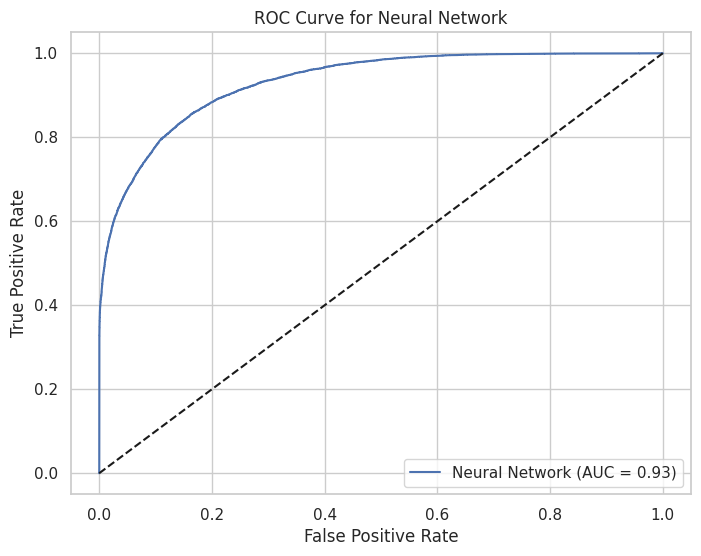 ROC Curve for Neural Network
True Positive Rate
1.0
0.8
0.6
0.4
0.2
0.0
Neural Network (AUC = 0.93)
0.0 0.2 0.4 0.6 0.8 1.0
False Positive Rate